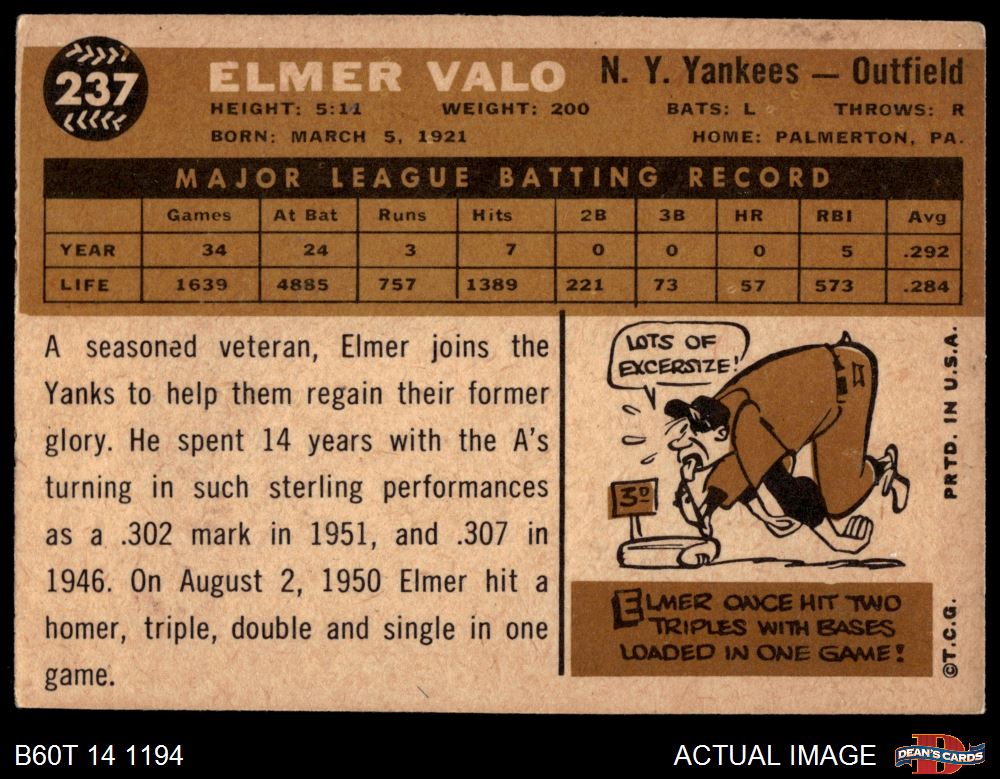 237
ELMER VALO
N. Y. Yankees — Outfield
HEIGHT: 5:11 WEIGHT: 200 BATS: L THROWS: R
BORN: MARCH 5, 1921 HOME: PALMERTON, PA.
MAJOR LEAGUE BATTING RECORD
Games At Bat Runs Hits 2B 3B HR RBI Avg
YEAR 34 24 3 7 0 0 0 5 .292
LIFE 1639 4885 757 1389 221 73 57 573 .284
A seasoned veteran, Elmer joins the
Yanks to help them regain their former
glory. He spent 14 years with the A's
turning in such sterling performances
as a .302 mark in 1951, and .307 in
1946. On August 2, 1950 Elmer hit a
homer, triple, double and single in one
game.
LOTS OF
EXCERSIZE!
3D
ELMER ONCE HIT TWO
TRIPLES WITH BASES
LOADED IN ONE GAME!
©T.C.G. PRTD. IN U.S.A.
B60T 14 1194
ACTUAL IMAGE
DEAN'S CARDS